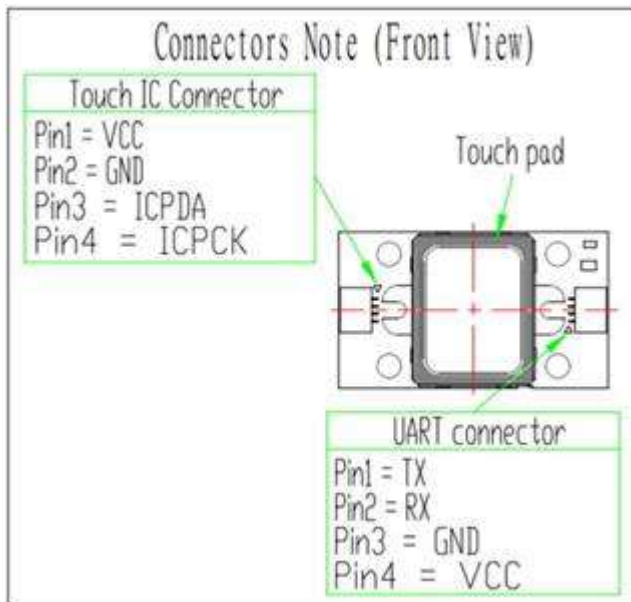 Connectors Note (Front View)
Touch IC Connector
Pin1 = VCC
Pin2 = GND
Pin3 = ICPDA
Pin4 = ICPCK
Touch pad
UART connector
Pin1 = TX
Pin2 = RX
Pin3 = GND
Pin4 = VCC